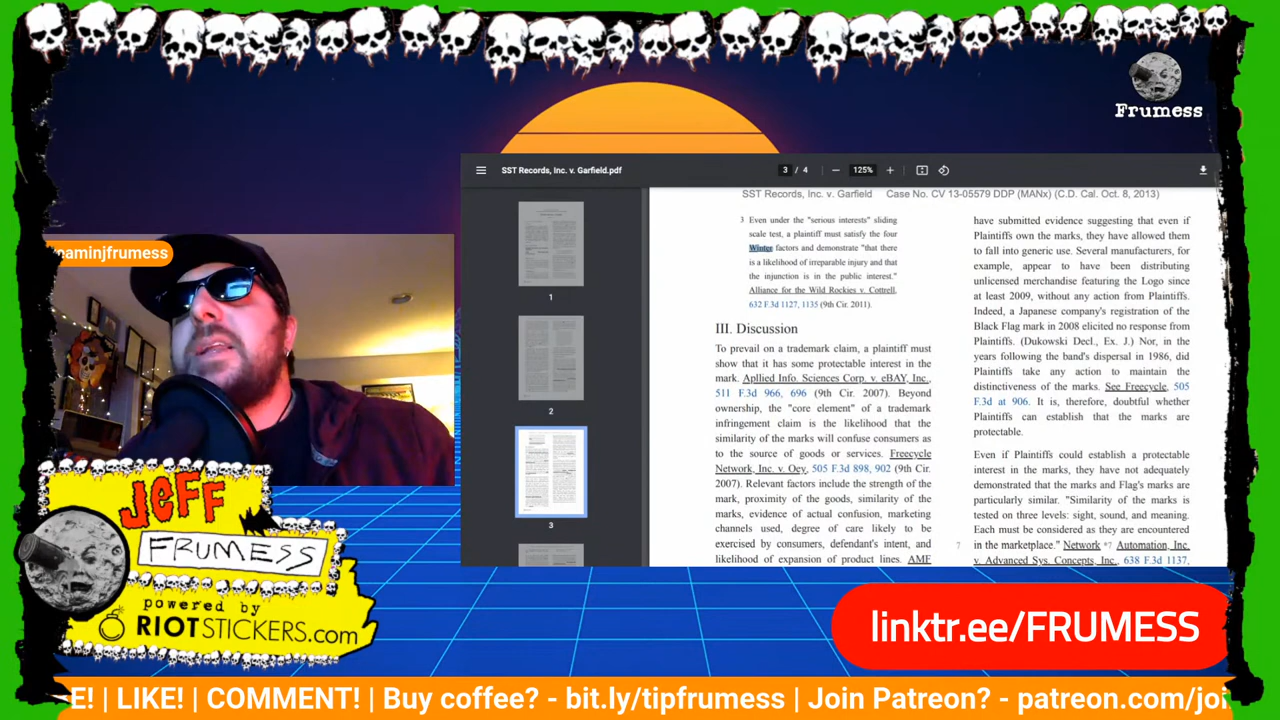 Frumess
SST Records, Inc. v. Garfield.pdf
3 / 4
125%
SST Records, Inc. v. Garfield Case No. CV 13-05579 DDP (MANx) (C.D. Cal. Oct. 8, 2013)
1
2
3
3 Even under the "serious interests" sliding
scale test, a plaintiff must satisfy the four
Winter factors and demonstrate "that there
is a likelihood of irreparable injury and that
the injunction is in the public interest."
Alliance for the Wild Rockies v. Cottrell,
632 F.3d 1127, 1135 (9th Cir. 2011).
III. Discussion
To prevail on a trademark claim, a plaintiff must
show that it has some protectable interest in the
mark. Apllied Info. Sciences Corp. v. eBAY, Inc.,
511 F.3d 966, 696 (9th Cir. 2007). Beyond
ownership, the "core element" of a trademark
infringement claim is the likelihood that the
similarity of the marks will confuse consumers as
to the source of goods or services. Freecycle
Network, Inc. v. Oey, 505 F.3d 898, 902 (9th Cir.
2007). Relevant factors include the strength of the
mark, proximity of the goods, similarity of the
marks, evidence of actual confusion, marketing
channels used, degree of care likely to be
exercised by consumers, defendant's intent, and
likelihood of expansion of product lines. AMF
have submitted evidence suggesting that even if
Plaintiffs own the marks, they have allowed them
to fall into generic use. Several manufacturers, for
example, appear to have been distributing
unlicensed merchandise featuring the Logo since
at least 2009, without any action from Plaintiffs.
Indeed, a Japanese company's registration of the
Black Flag mark in 2008 elicited no response from
Plaintiffs. (Dukowski Decl., Ex. J.) Nor, in the
years following the band's dispersal in 1986, did
Plaintiffs take any action to maintain the
distinctiveness of the marks. See Freecycle, 505
F.3d at 906. It is, therefore, doubtful whether
Plaintiffs can establish that the marks are
protectable.
Even if Plaintiffs could establish a protectable
interest in the marks, they have not adequately
demonstrated that the marks and Flag's marks are
particularly similar. "Similarity of the marks is
tested on three levels: sight, sound, and meaning.
Each must be considered as they are encountered
7 in the marketplace." Network *7 Automation, Inc.
v. Advanced Sys. Concepts, Inc., 638 F.3d 1137,
naminjfrumess
JEFF
FRUMESS
powered by
RIOTSTICKERS.com
linktr.ee/FRUMESS
E! | LIKE! | COMMENT! | Buy coffee? - bit.ly/tipfrumess | Join Patreon? - patreon.com/joi